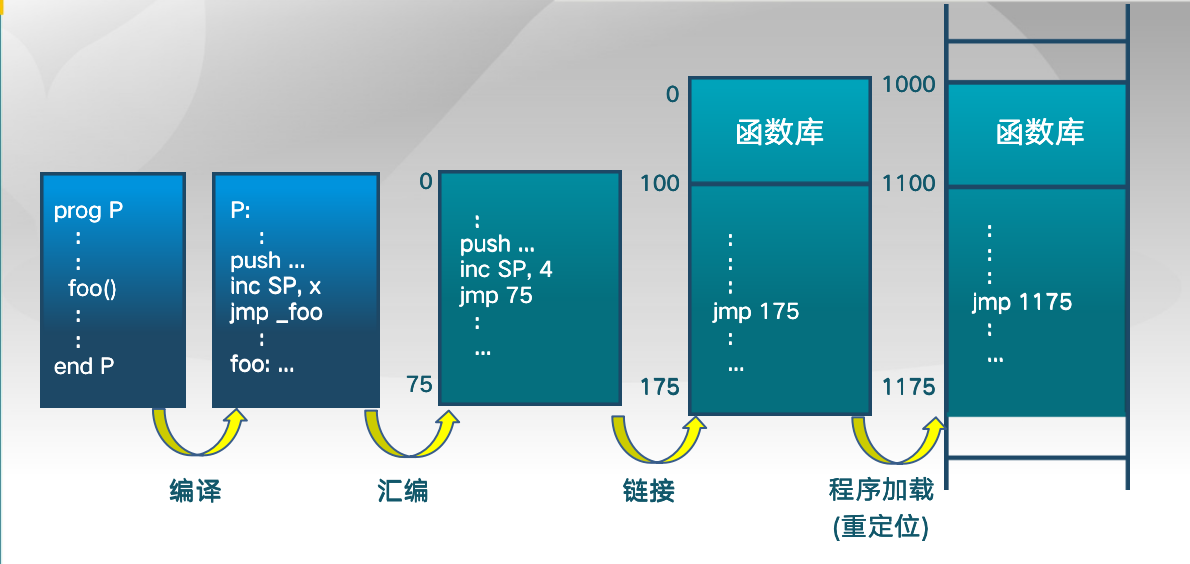 prog P
:
:
foo()
:
:
end P
P:
:
push ...
inc SP, x
jmp _foo
:
foo: ...
0
:
push ...
inc SP, 4
jmp 75
:
...
75
0
函数库
100
:
:
:
jmp 175
:
...
175
1000
函数库
1100
:
:
:
jmp 1175
:
...
1175
编译
汇编
链接
程序加载
(重定位)